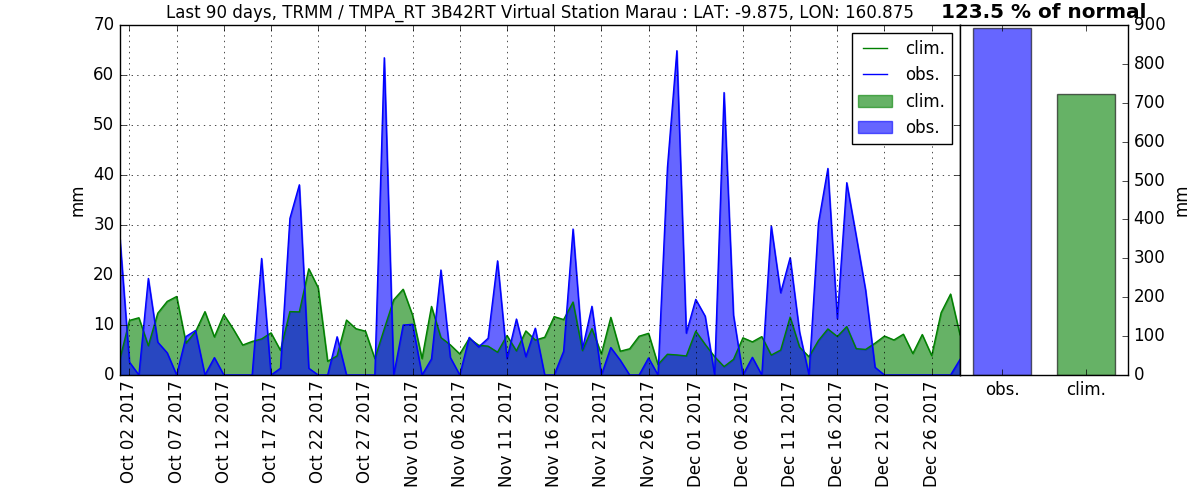 Last 90 days, TRMM / TMPA_RT 3B42RT Virtual Station Marau : LAT: -9.875, LON: 160.875
123.5 % of normal
70
60
50
40
30
20
10
0
mm
clim.
obs.
clim.
obs.
900
800
700
600
500
400
300
200
100
0
mm
Oct 02 2017
Oct 07 2017
Oct 12 2017
Oct 17 2017
Oct 22 2017
Oct 27 2017
Nov 01 2017
Nov 06 2017
Nov 11 2017
Nov 16 2017
Nov 21 2017
Nov 26 2017
Dec 01 2017
Dec 06 2017
Dec 11 2017
Dec 16 2017
Dec 21 2017
Dec 26 2017
obs.
clim.